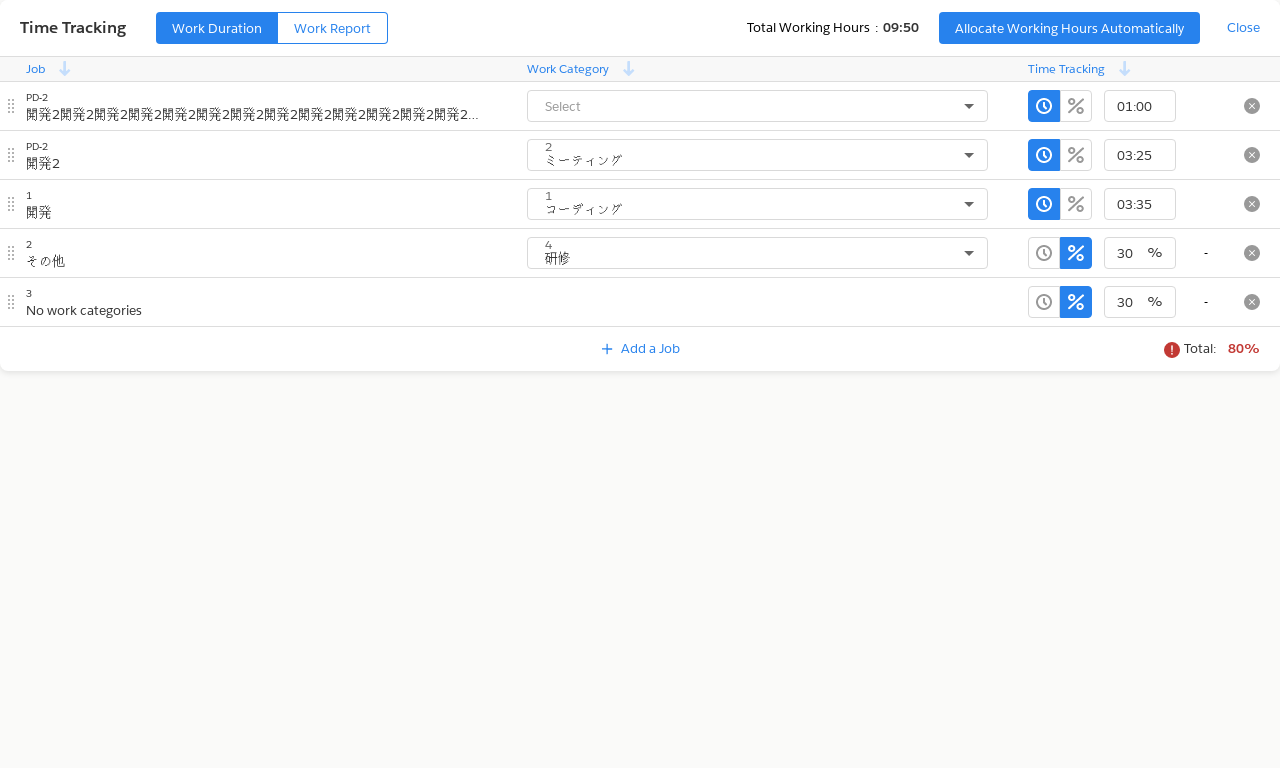 Time Tracking
Work Duration
Work Report
Total Working Hours : 09:50
Allocate Working Hours Automatically
Close
Job
Work Category
Time Tracking
PD-2
開発2開発2開発2開発2開発2開発2開発2開発2開発2開発2開発2開発2開発2...
Select
01:00
PD-2
開発2
2
ミーティング
03:25
1
開発
1
コーディング
03:35
2
その他
4
研修
30 % -
3
No work categories
30 % -
Add a Job
Total: 80%